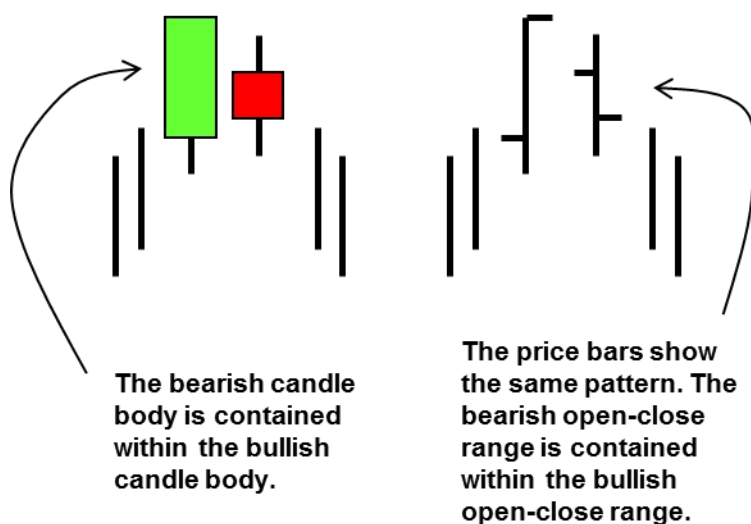 The bearish candle
body is contained
within the bullish
candle body.
The price bars show
the same pattern. The
bearish open-close
range is contained
within the bullish
open-close range.